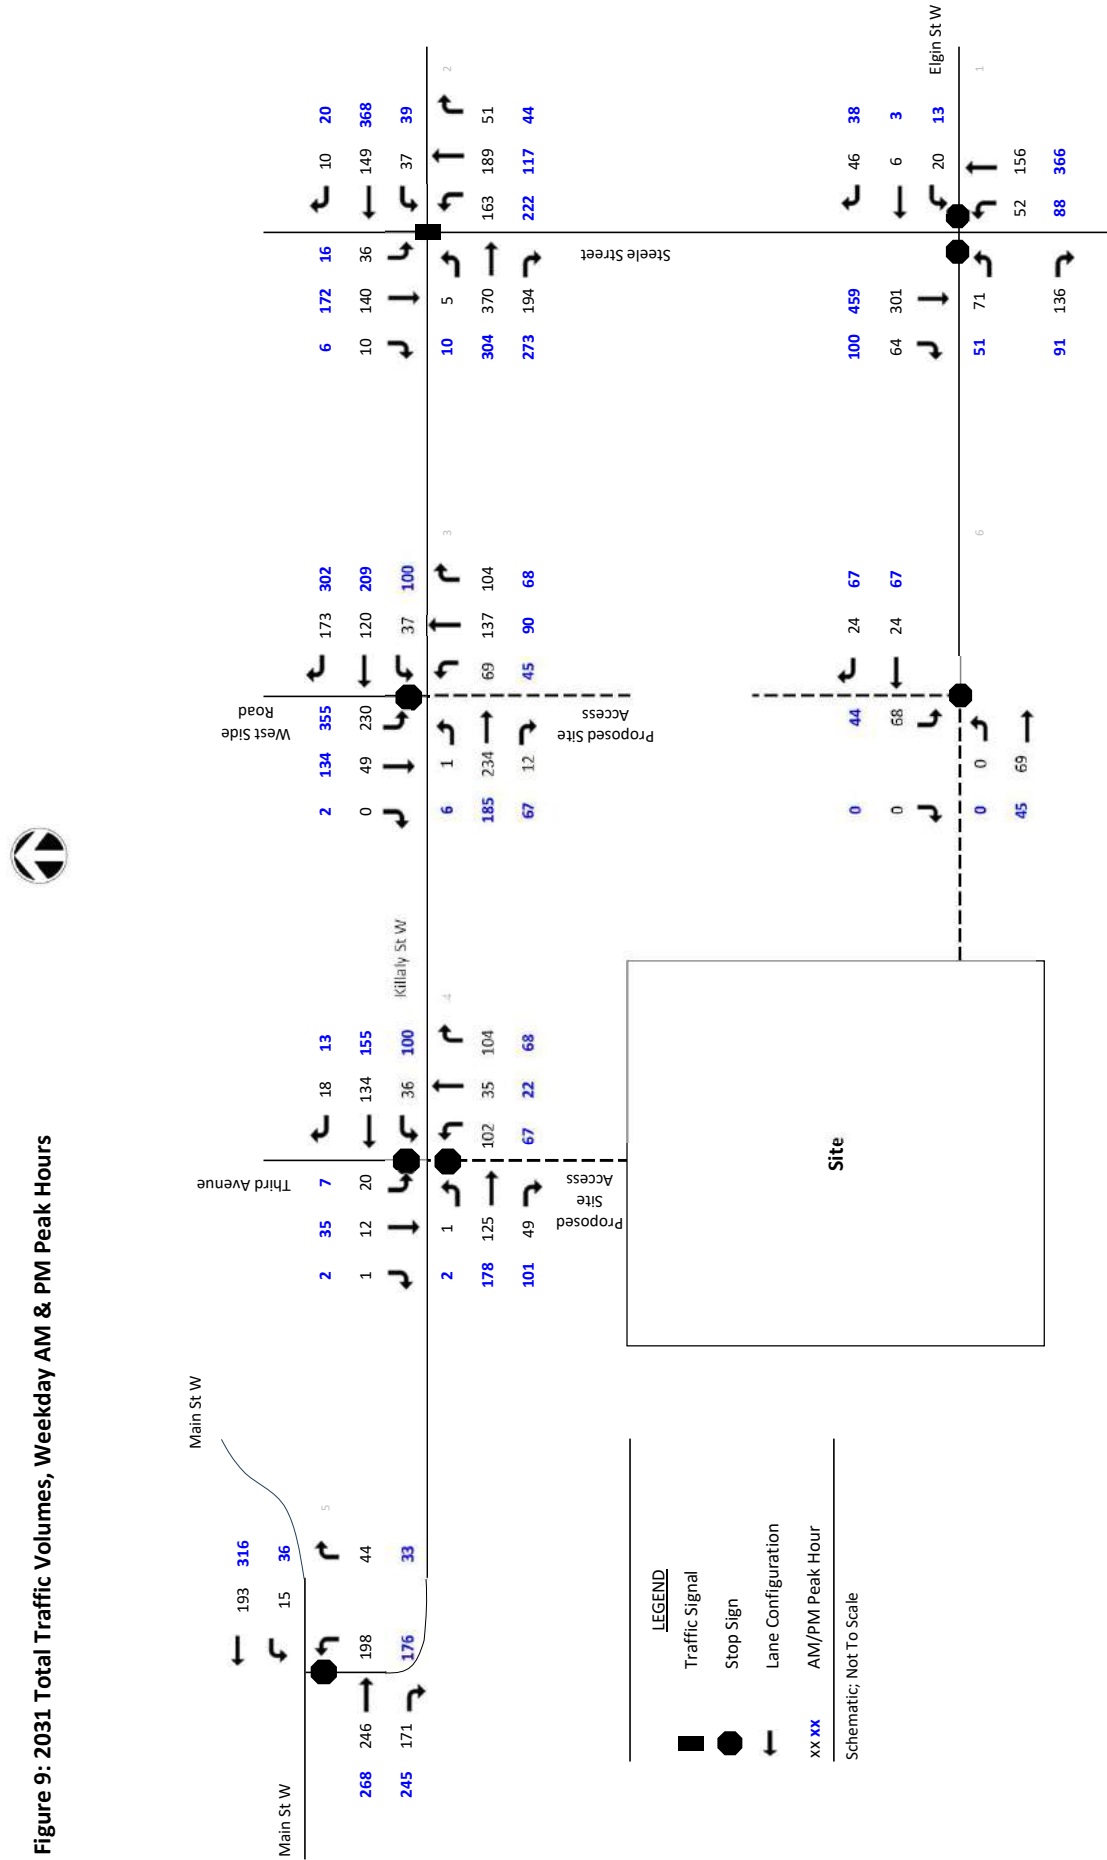 Figure 9: 2031 Total Traffic Volumes, Weekday AM & PM Peak Hours
Main St W
193 316
15 36
Main St W
5
268 246 198 44
245 171 176 33
Third Avenue
2 35 7 18 13
1 12 20 134 155
36 100
Killaly St W
2 1 4
178 125 102 35 104
101 49 67 22 68
Proposed
Site
Access
West Side
Road
2 134 355 173 302
0 49 230 120 209
37 100
6 1 3
185 234 69 137 104
67 12 45 90 68
Proposed Site
Access
6 172 16 10 20
10 140 36 149 368
37 39
10 5 2
304 370 163 189 51
273 194 222 117 44
Steele Street
Site
0 44 24 67
0 68 24 67
0 0 6
45 69
100 459 46 38
64 301 6 3
20 13
Elgin St W
51 71 1
52 156
91 136 88 366
LEGEND
Traffic Signal
Stop Sign
Lane Configuration
xx xx AM/PM Peak Hour
Schematic; Not To Scale